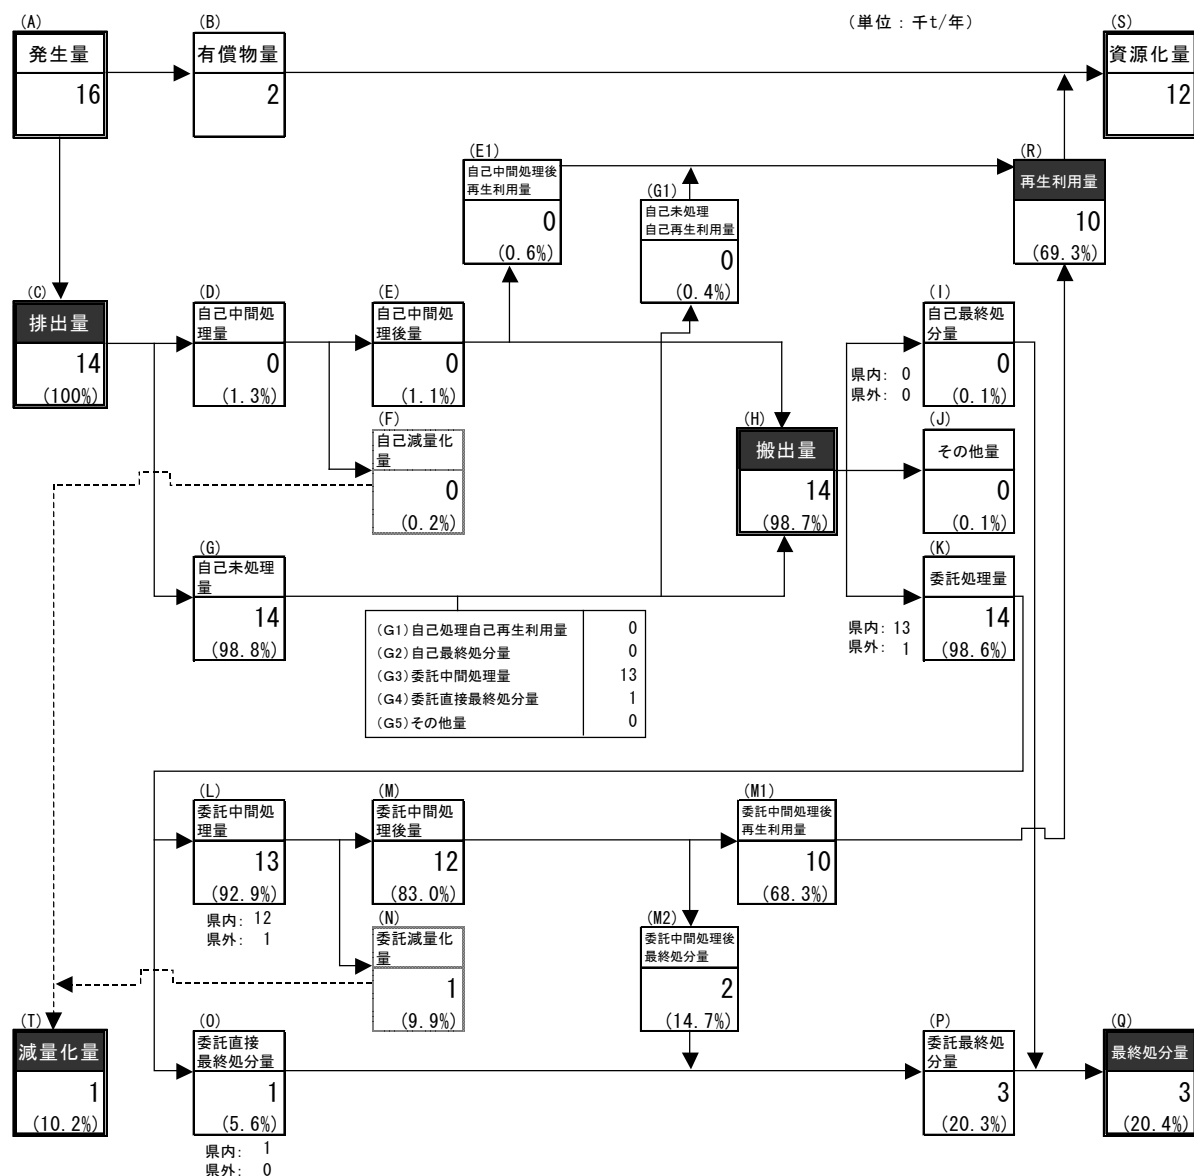 (A)
(B)
(単位：千t/年)
(S)
発生量
16
有償物量
2
資源化量
12
(E1)
自己中間処理後
再生利用量
0
(0.6%)
(G1)
自己未処理
自己再生利用量
0
(0.4%)
(R)
再生利用量
10
(69.3%)
(C)
排出量
14
(100%)
(D)
自己中間処
理量
0
(1.3%)
(E)
自己中間処
理後量
0
(1.1%)
(I)
自己最終処
分量
0
(0.1%)
県内: 0
県外: 0
(F)
自己減量化
量
0
(0.2%)
(H)
搬出量
14
(98.7%)
(J)
その他量
0
(0.1%)
(G)
自己未処理
量
14
(98.8%)
(G1)自己処理自己再生利用量 0
(G2)自己最終処分量 0
(G3)委託中間処理量 13
(G4)委託直接最終処分量 1
(G5)その他量 0
(K)
委託処理量
14
(98.6%)
県内: 13
県外: 1
(L)
委託中間処
理量
13
(92.9%)
県内: 12
県外: 1
(M)
委託中間処
理後量
12
(83.0%)
(M1)
委託中間処理後
再生利用量
10
(68.3%)
(N)
委託減量化
量
1
(9.9%)
(M2)
委託中間処理後
最終処分量
2
(14.7%)
(T)
減量化量
1
(10.2%)
(O)
委託直接
最終処分量
1
(5.6%)
県内: 1
県外: 0
(P)
委託最終処
分量
3
(20.3%)
(Q)
最終処分量
3
(20.4%)